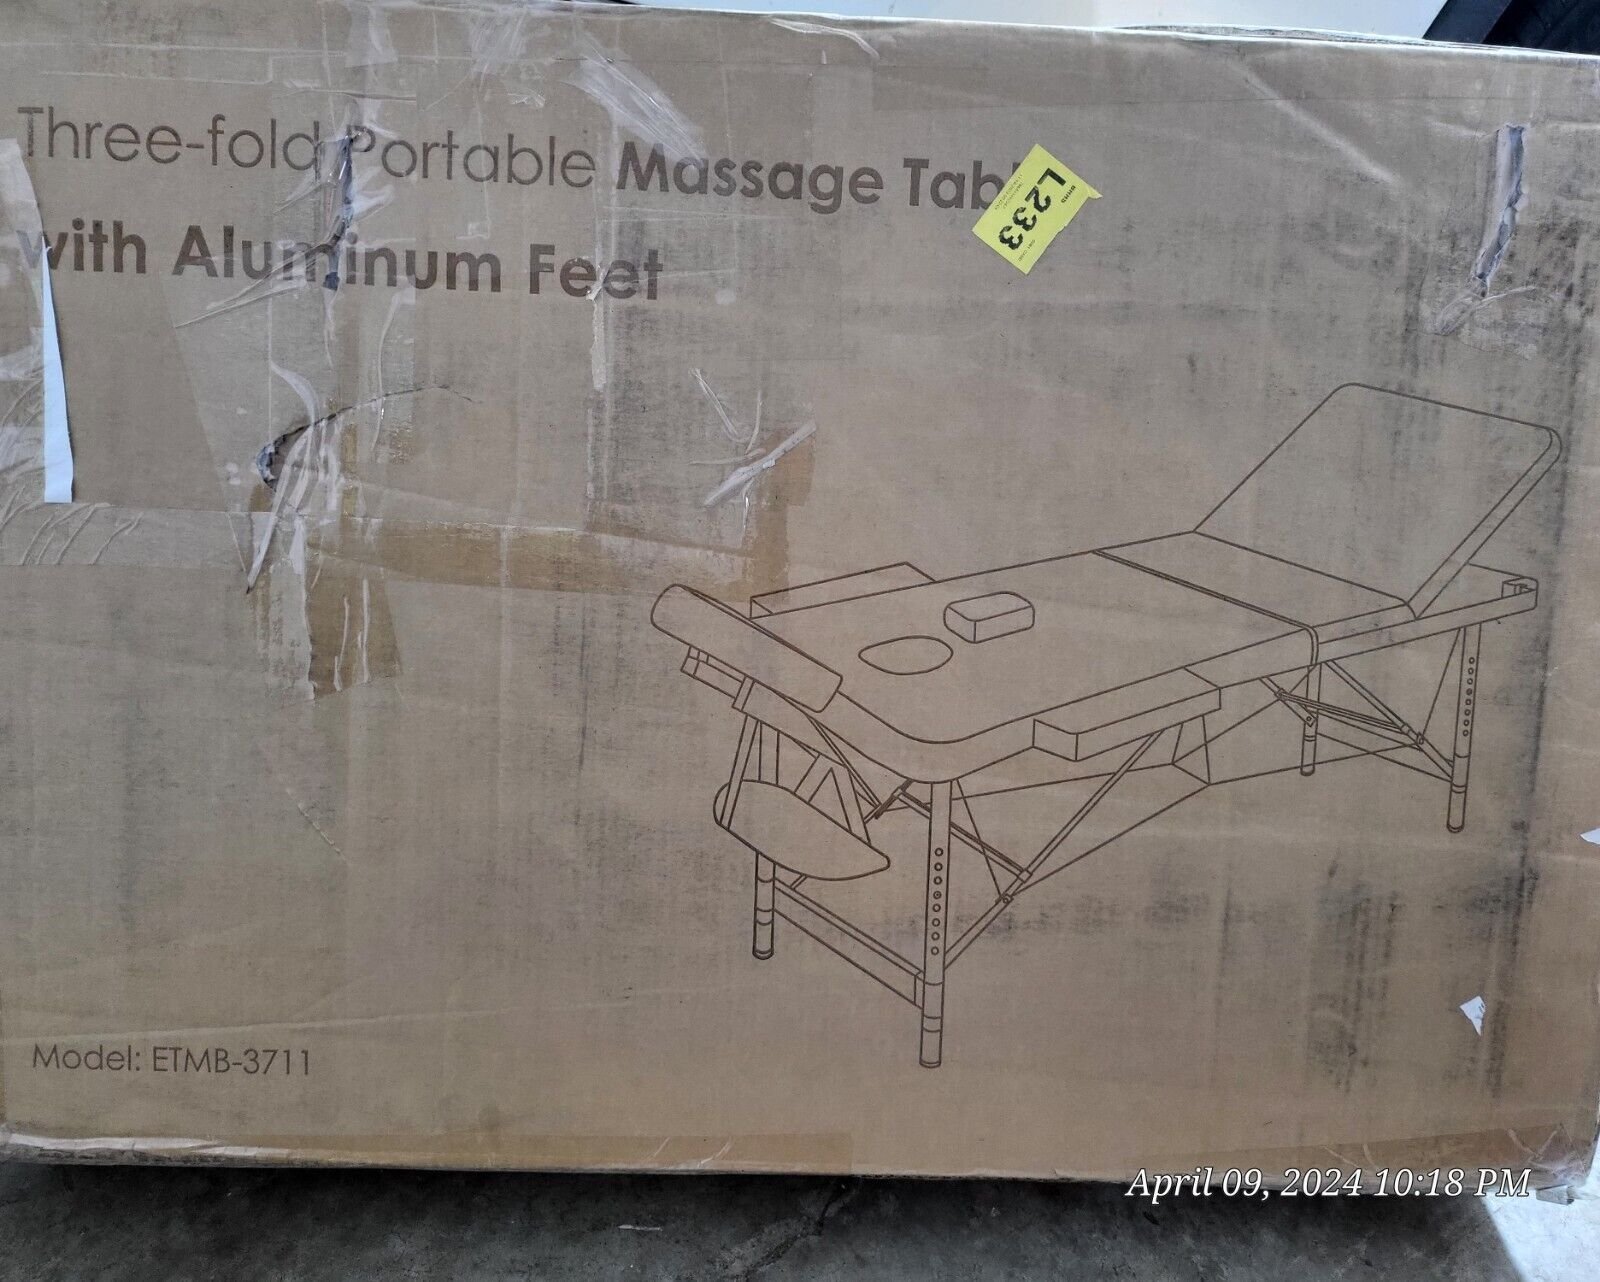 Three-fold Portable Massage Tab
with Aluminum Feet
L233
Model: ETMB-3711
April 09, 2024 10:18 PM